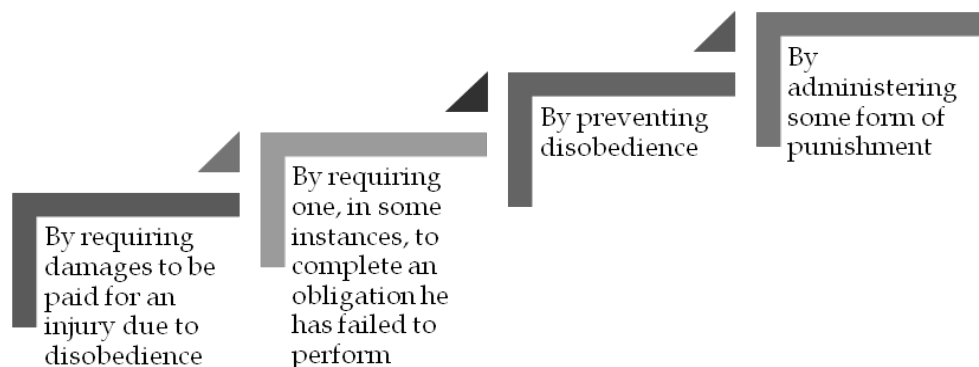 By requiring
damages to be
paid for an
injury due to
disobedience
By requiring
one, in some
instances, to
complete an
obligation he
has failed to
perform
By preventing
disobedience
By
administering
some form of
punishment